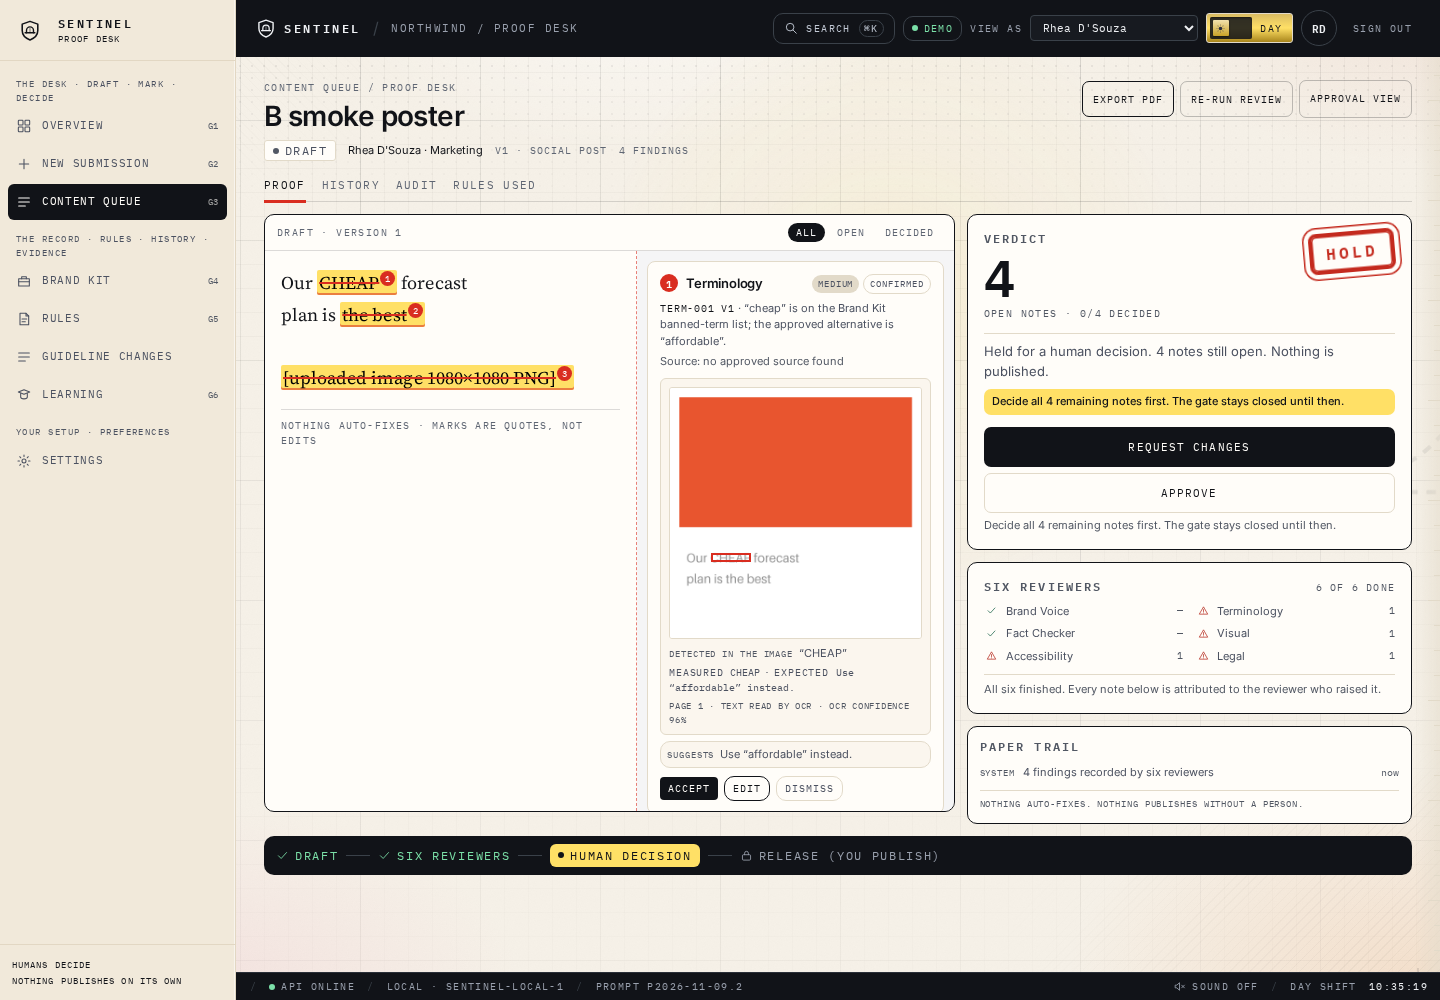 SENTINEL
PROOF DESK
THE DESK · DRAFT · MARK ·
DECIDE
OVERVIEW G1
NEW SUBMISSION G2
CONTENT QUEUE G3
THE RECORD · RULES · HISTORY ·
EVIDENCE
BRAND KIT G4
RULES G5
GUIDELINE CHANGES
LEARNING G6
YOUR SETUP · PREFERENCES
SETTINGS
HUMANS DECIDE
NOTHING PUBLISHES ON ITS OWN
SENTINEL / NORTHWIND / PROOF DESK
SEARCH ⌘K
DEMO
VIEW AS
Rhea D'Souza
DAY
RD
SIGN OUT
CONTENT QUEUE / PROOF DESK
B smoke poster
DRAFT Rhea D'Souza · Marketing V1 · SOCIAL POST 4 FINDINGS
EXPORT PDF
RE-RUN REVIEW
APPROVAL VIEW
PROOF HISTORY AUDIT RULES USED
DRAFT · VERSION 1
ALL OPEN DECIDED
Our CHEAP 1 forecast
plan is the best 2
[uploaded image 1080×1080 PNG] 3
NOTHING AUTO-FIXES · MARKS ARE QUOTES, NOT
EDITS
1 Terminology MEDIUM CONFIRMED
TERM-001 V1 · “cheap” is on the Brand Kit
banned-term list; the approved alternative is
“affordable”.
Source: no approved source found
Our CHEAP forecast
plan is the best
DETECTED IN THE IMAGE “CHEAP”
MEASURED CHEAP · EXPECTED Use
“affordable” instead.
PAGE 1 · TEXT READ BY OCR · OCR CONFIDENCE
96%
SUGGESTS Use “affordable” instead.
ACCEPT EDIT DISMISS
VERDICT
HOLD
4
OPEN NOTES · 0/4 DECIDED
Held for a human decision. 4 notes still open. Nothing is
published.
Decide all 4 remaining notes first. The gate stays closed until then.
REQUEST CHANGES
APPROVE
Decide all 4 remaining notes first. The gate stays closed until then.
SIX REVIEWERS 6 OF 6 DONE
Brand Voice – Terminology 1
Fact Checker – Visual 1
Accessibility 1 Legal 1
All six finished. Every note below is attributed to the reviewer who raised it.
PAPER TRAIL
SYSTEM 4 findings recorded by six reviewers now
NOTHING AUTO-FIXES. NOTHING PUBLISHES WITHOUT A PERSON.
DRAFT SIX REVIEWERS HUMAN DECISION RELEASE (YOU PUBLISH)
/ API ONLINE / LOCAL · SENTINEL-LOCAL-1 / PROMPT P2026-11-09.2
SOUND OFF / DAY SHIFT 10:35:19